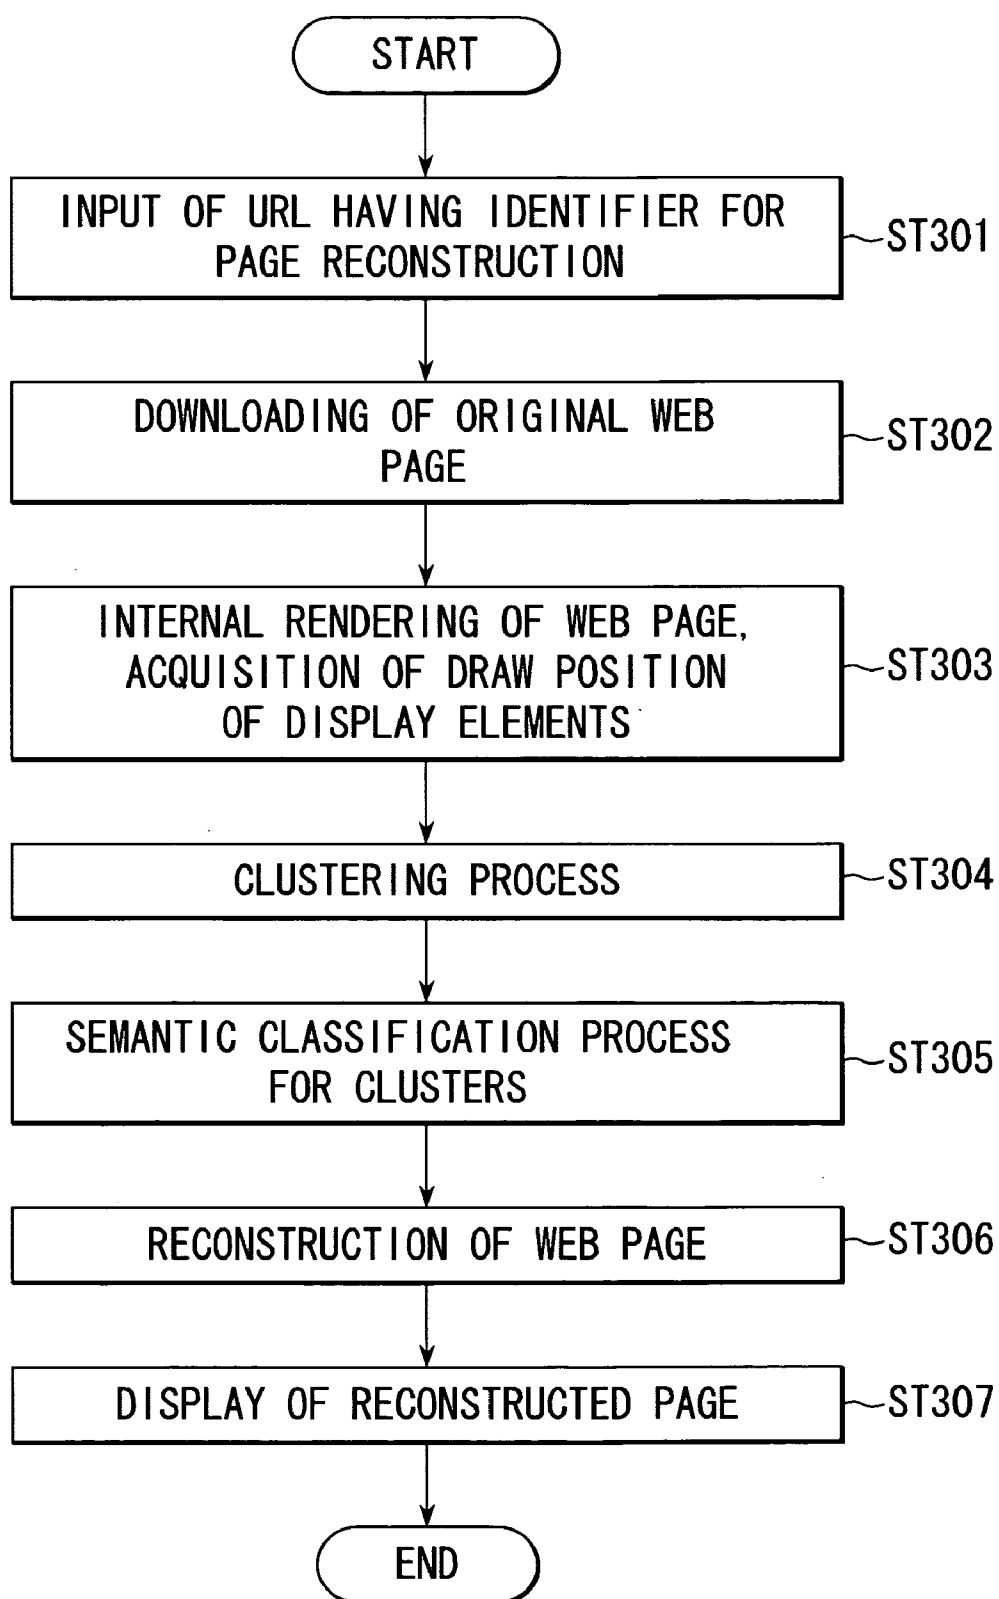 START
INPUT OF URL HAVING IDENTIFIER FOR
PAGE RECONSTRUCTION
ST301
DOWNLOADING OF ORIGINAL WEB
PAGE
ST302
INTERNAL RENDERING OF WEB PAGE,
ACQUISITION OF DRAW POSITION
OF DISPLAY ELEMENTS
ST303
CLUSTERING PROCESS
ST304
SEMANTIC CLASSIFICATION PROCESS
FOR CLUSTERS
ST305
RECONSTRUCTION OF WEB PAGE
ST306
DISPLAY OF RECONSTRUCTED PAGE
ST307
END